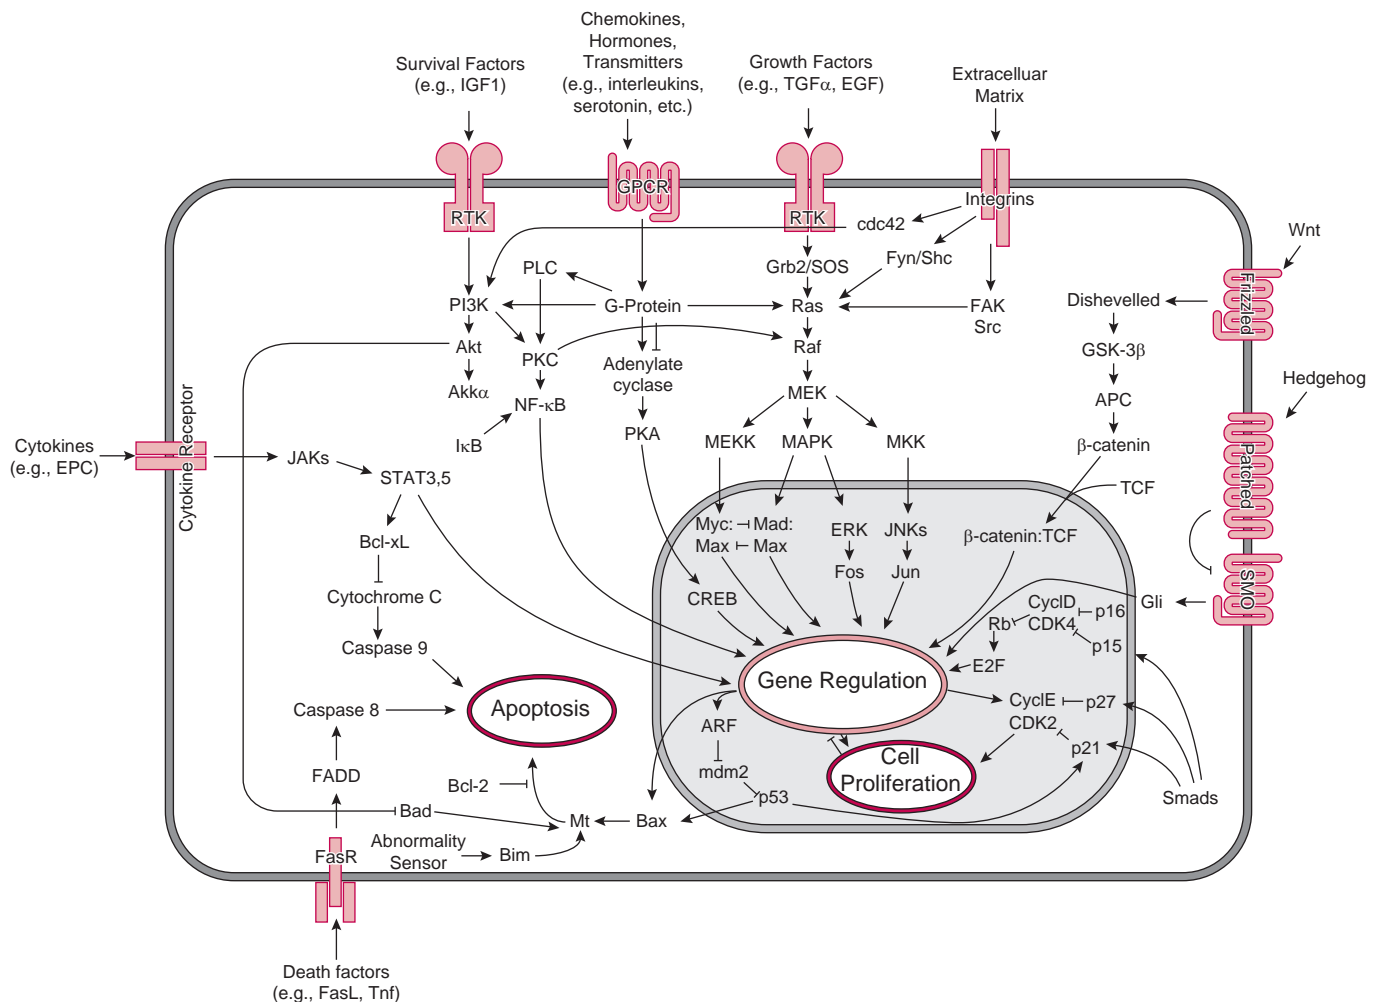 Chemokines,
Hormones,
Transmitters
(e.g., interleukins,
serotonin, etc.)
Survival Factors
(e.g., IGF1)
Growth Factors
(e.g., TGFα, EGF)
Extracelluar
Matrix
GPCR
RTK
RTK
Integrins
cdc42
Wnt
Grb2/SOS
Fyn/Shc
PLC
Frizzled
PI3K
G-Protein
Ras
FAK
Src
Dishevelled
Akt
PKC
Adenylate
cyclase
Raf
GSK-3β
Hedgehog
Akkα
NF-κB
MEK
APC
IκB
PKA
MEKK
MAPK
MKK
β-catenin
Cytokines
(e.g., EPC)
Cytokine Receptor
JAKs
STAT3,5
TCF
Patched
Myc:
Mad:
Max
Max
ERK
JNKs
β-catenin:TCF
Bcl-xL
Fos
Jun
SMO
Cytochrome C
CREB
Gli
CyclD
CDK4
p16
Rb
p15
Caspase 9
E2F
Gene Regulation
Caspase 8
Apoptosis
ARF
CyclE
CDK2
p27
p21
FADD
mdm2
Cell
Proliferation
Bcl-2
p53
Smads
Bad
Mt
Bax
FasR
Abnormality
Sensor
Bim
Death factors
(e.g., FasL, Tnf)